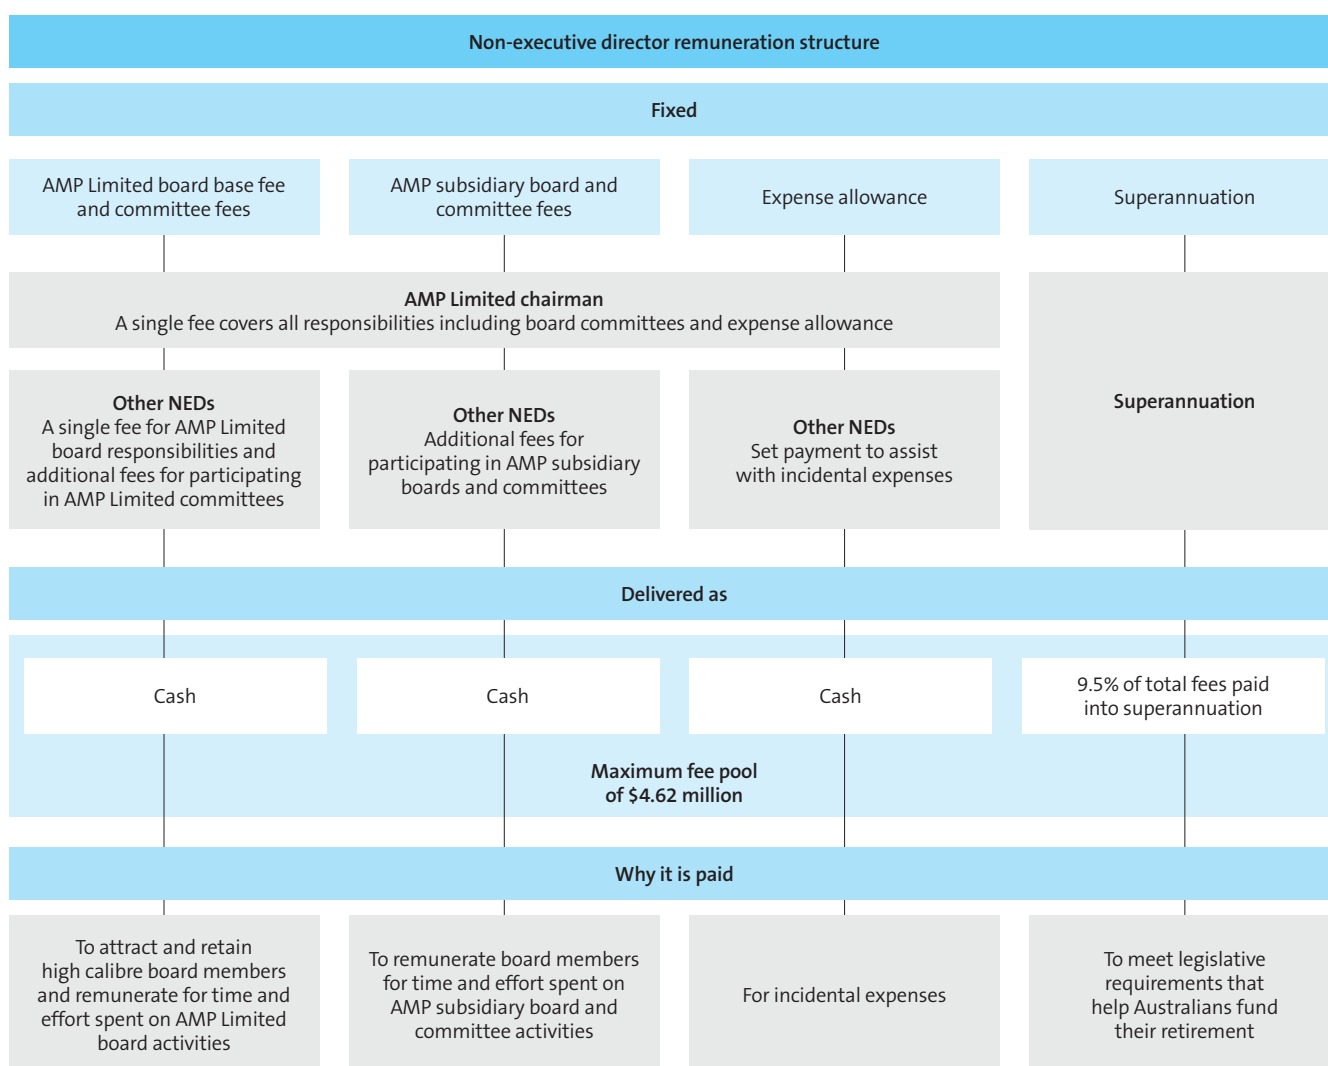 Non-executive director remuneration structure
Fixed
AMP Limited board base fee
and committee fees
AMP subsidiary board and
committee fees
Expense allowance
Superannuation
AMP Limited chairman
A single fee covers all responsibilities including board committees and expense allowance
Superannuation
Other NEDs
A single fee for AMP Limited
board responsibilities and
additional fees for participating
in AMP Limited committees
Other NEDs
Additional fees for
participating in AMP subsidiary
boards and committees
Other NEDs
Set payment to assist
with incidental expenses
Delivered as
Cash
Cash
Cash
9.5% of total fees paid
into superannuation
Maximum fee pool
of $4.62 million
Why it is paid
To attract and retain
high calibre board members
and remunerate for time and
effort spent on AMP Limited
board activities
To remunerate board members
for time and effort spent on
AMP subsidiary board and
committee activities
For incidental expenses
To meet legislative
requirements that
help Australians fund
their retirement